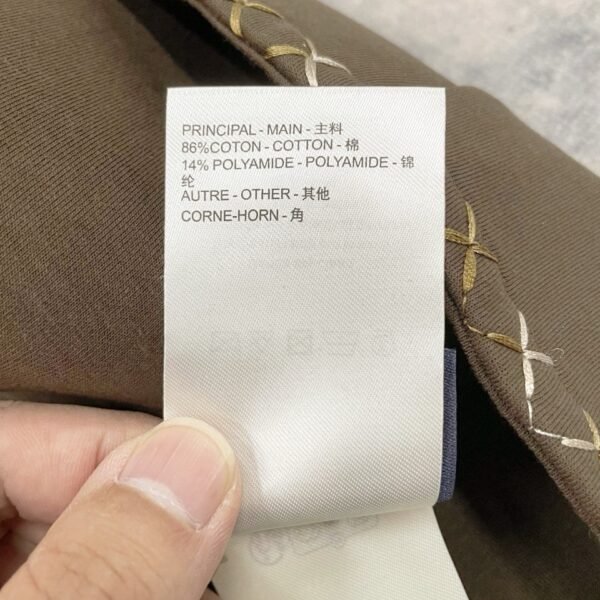 PRINCIPAL - MAIN - 主料
86%COTON - COTTON - 棉
14% POLYAMIDE - POLYAMIDE - 锦
纶
AUTRE - OTHER - 其他
CORNE-HORN - 角